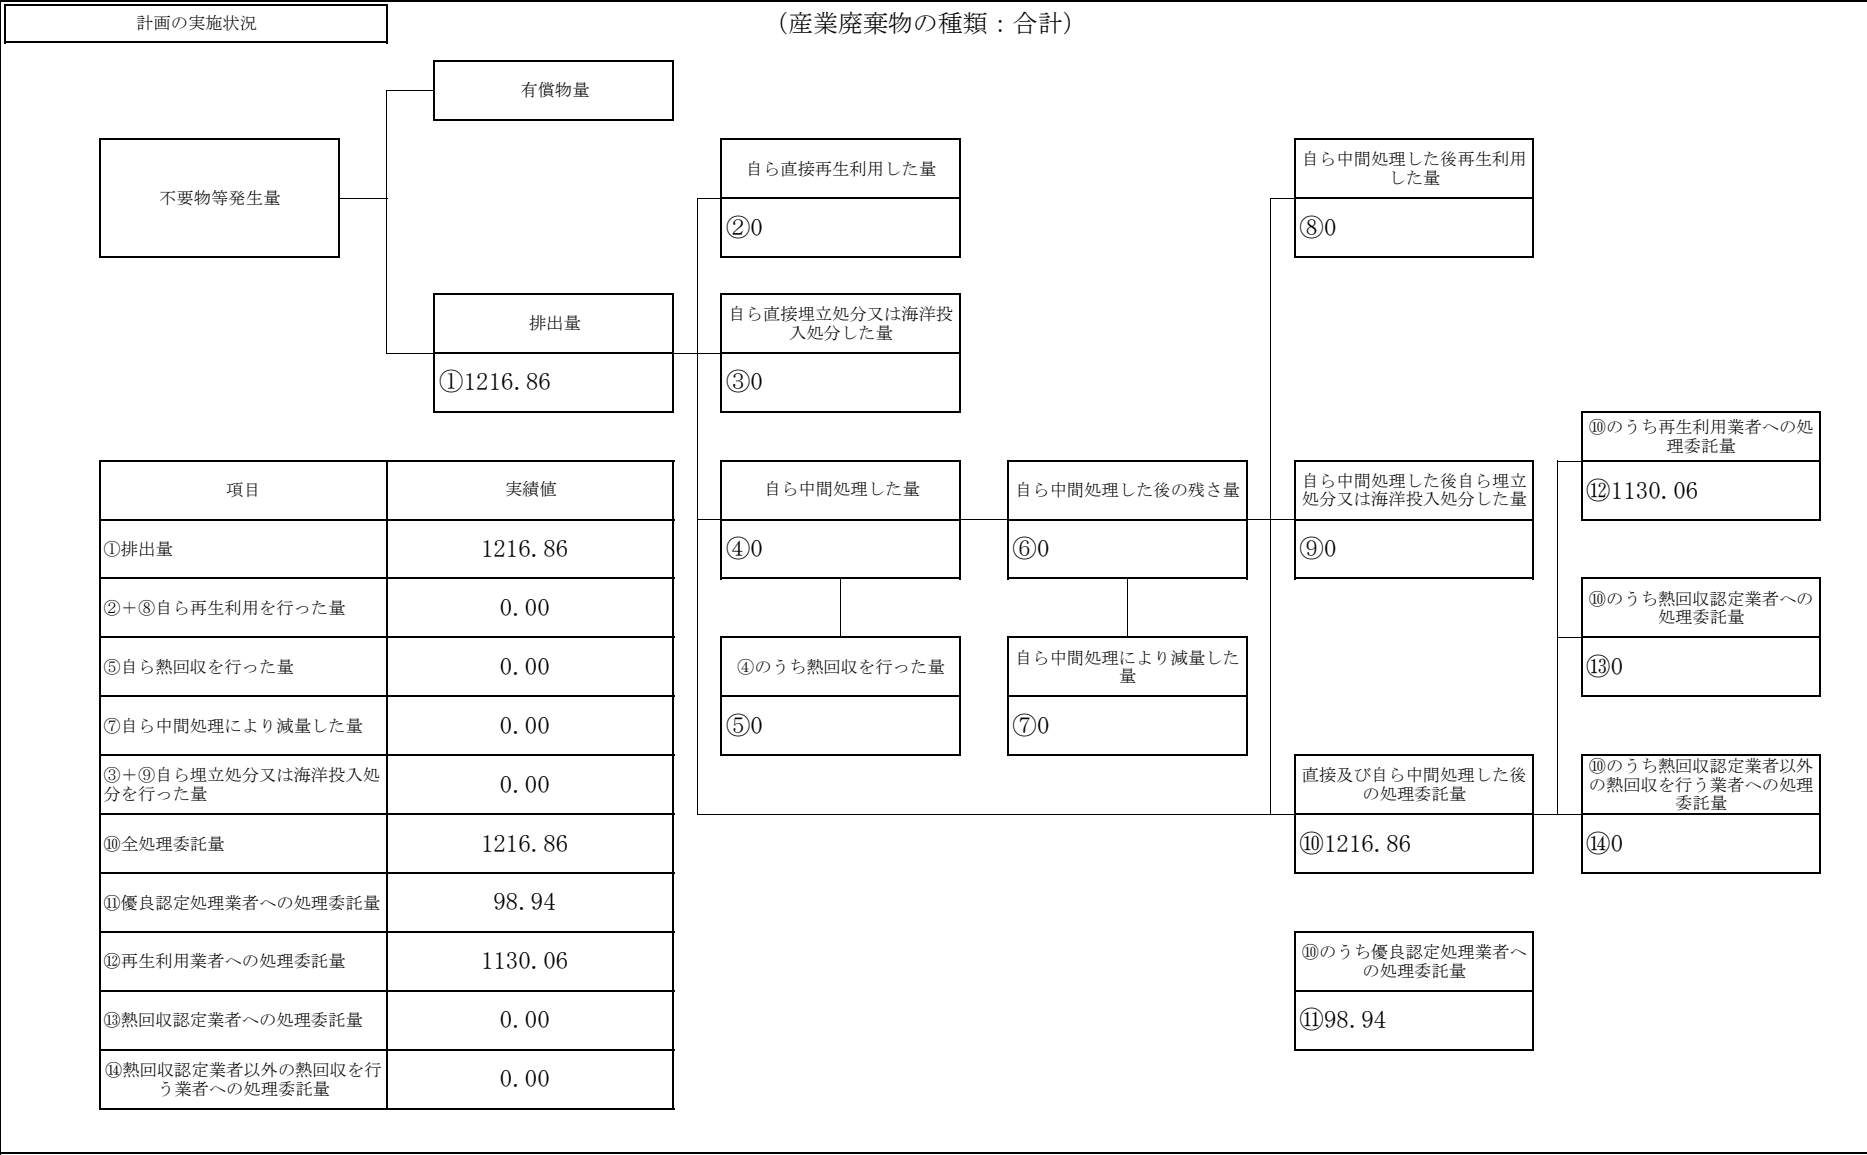 計画の実施状況
（産業廃棄物の種類：合計）
有償物量
不要物等発生量
排出量
①1216.86
自ら直接再生利用した量
②0
自ら直接埋立処分又は海洋投
入処分した量
③0
自ら中間処理した量
④0
④のうち熱回収を行った量
⑤0
自ら中間処理した後の残さ量
⑥0
自ら中間処理により減量した
量
⑦0
自ら中間処理した後再生利用
した量
⑧0
自ら中間処理した後自ら埋立
処分又は海洋投入処分した量
⑨0
直接及び自ら中間処理した後
の処理委託量
⑩1216.86
⑩のうち優良認定処理業者へ
の処理委託量
⑪98.94
⑩のうち再生利用業者への処
理委託量
⑫1130.06
⑩のうち熱回収認定業者への
処理委託量
⑬0
⑩のうち熱回収認定業者以外
の熱回収を行う業者への処理
委託量
⑭0
項目 実績値
①排出量 1216.86
②＋⑧自ら再生利用を行った量 0.00
⑤自ら熱回収を行った量 0.00
⑦自ら中間処理により減量した量 0.00
③＋⑨自ら埋立処分又は海洋投入処
分を行った量 0.00
⑩全処理委託量 1216.86
⑪優良認定処理業者への処理委託量 98.94
⑫再生利用業者への処理委託量 1130.06
⑬熱回収認定業者への処理委託量 0.00
⑭熱回収認定業者以外の熱回収を行
う業者への処理委託量 0.00